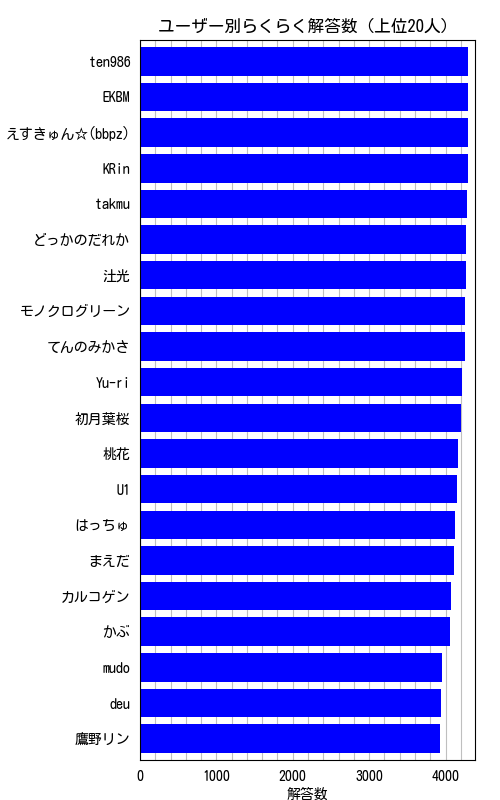 ユーザー別らくらく解答数（上位20人）
ten986
EKBM
えすきゅん☆(bbpz)
KRin
takmu
どっかのだれか
汢光
モノクログリーン
てんのみかさ
Yu-ri
初月葉桜
桃花
U1
はっちゅ
まえだ
カルコゲン
かぶ
mudo
deu
鷹野リン
0 1000 2000 3000 4000
解答数